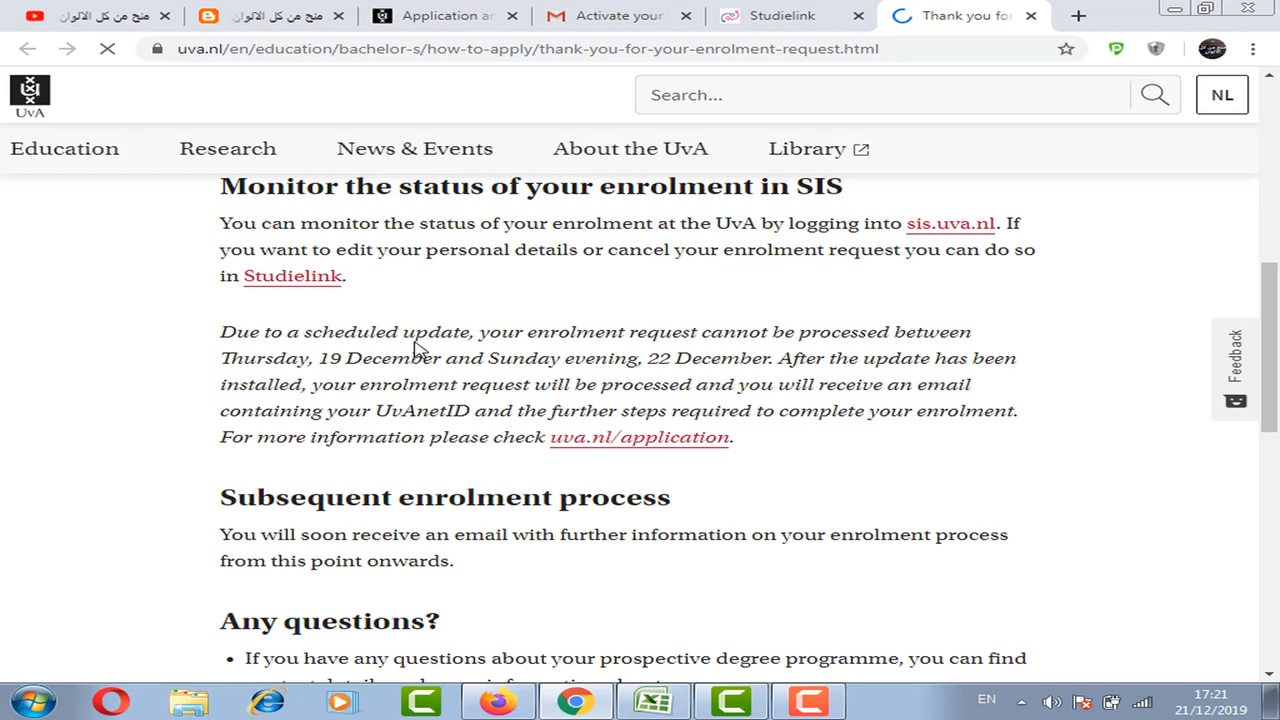 منح من كل الالوان
منح من كل الالوان
Application an
Activate your
Studielink
Thank you for
uva.nl/en/education/bachelor-s/how-to-apply/thank-you-for-your-enrolment-request.html
UvA
Search...
NL
Education
Research
News & Events
About the UvA
Library
Monitor the status of your enrolment in SIS
You can monitor the status of your enrolment at the UvA by logging into sis.uva.nl. If
you want to edit your personal details or cancel your enrolment request you can do so
in Studielink.
Due to a scheduled update, your enrolment request cannot be processed between
Thursday, 19 December and Sunday evening, 22 December. After the update has been
installed, your enrolment request will be processed and you will receive an email
containing your UvAnetID and the further steps required to complete your enrolment.
For more information please check uva.nl/application.
Feedback
Subsequent enrolment process
You will soon receive an email with further information on your enrolment process
from this point onwards.
Any questions?
• If you have any questions about your prospective degree programme, you can find
EN
17:21
21/12/2019